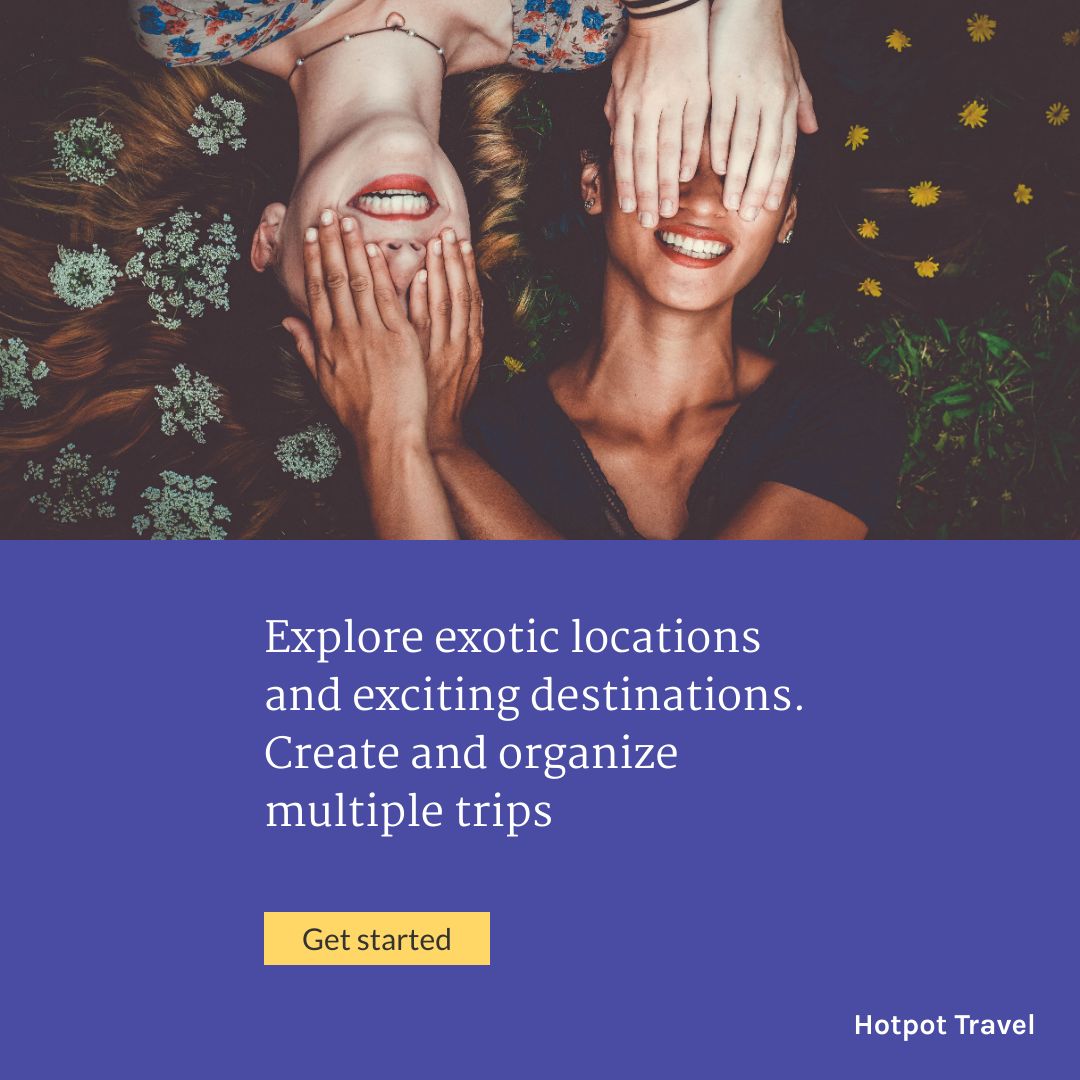 Explore exotic locations
and exciting destinations.
Create and organize
multiple trips
Get started
Hotpot Travel